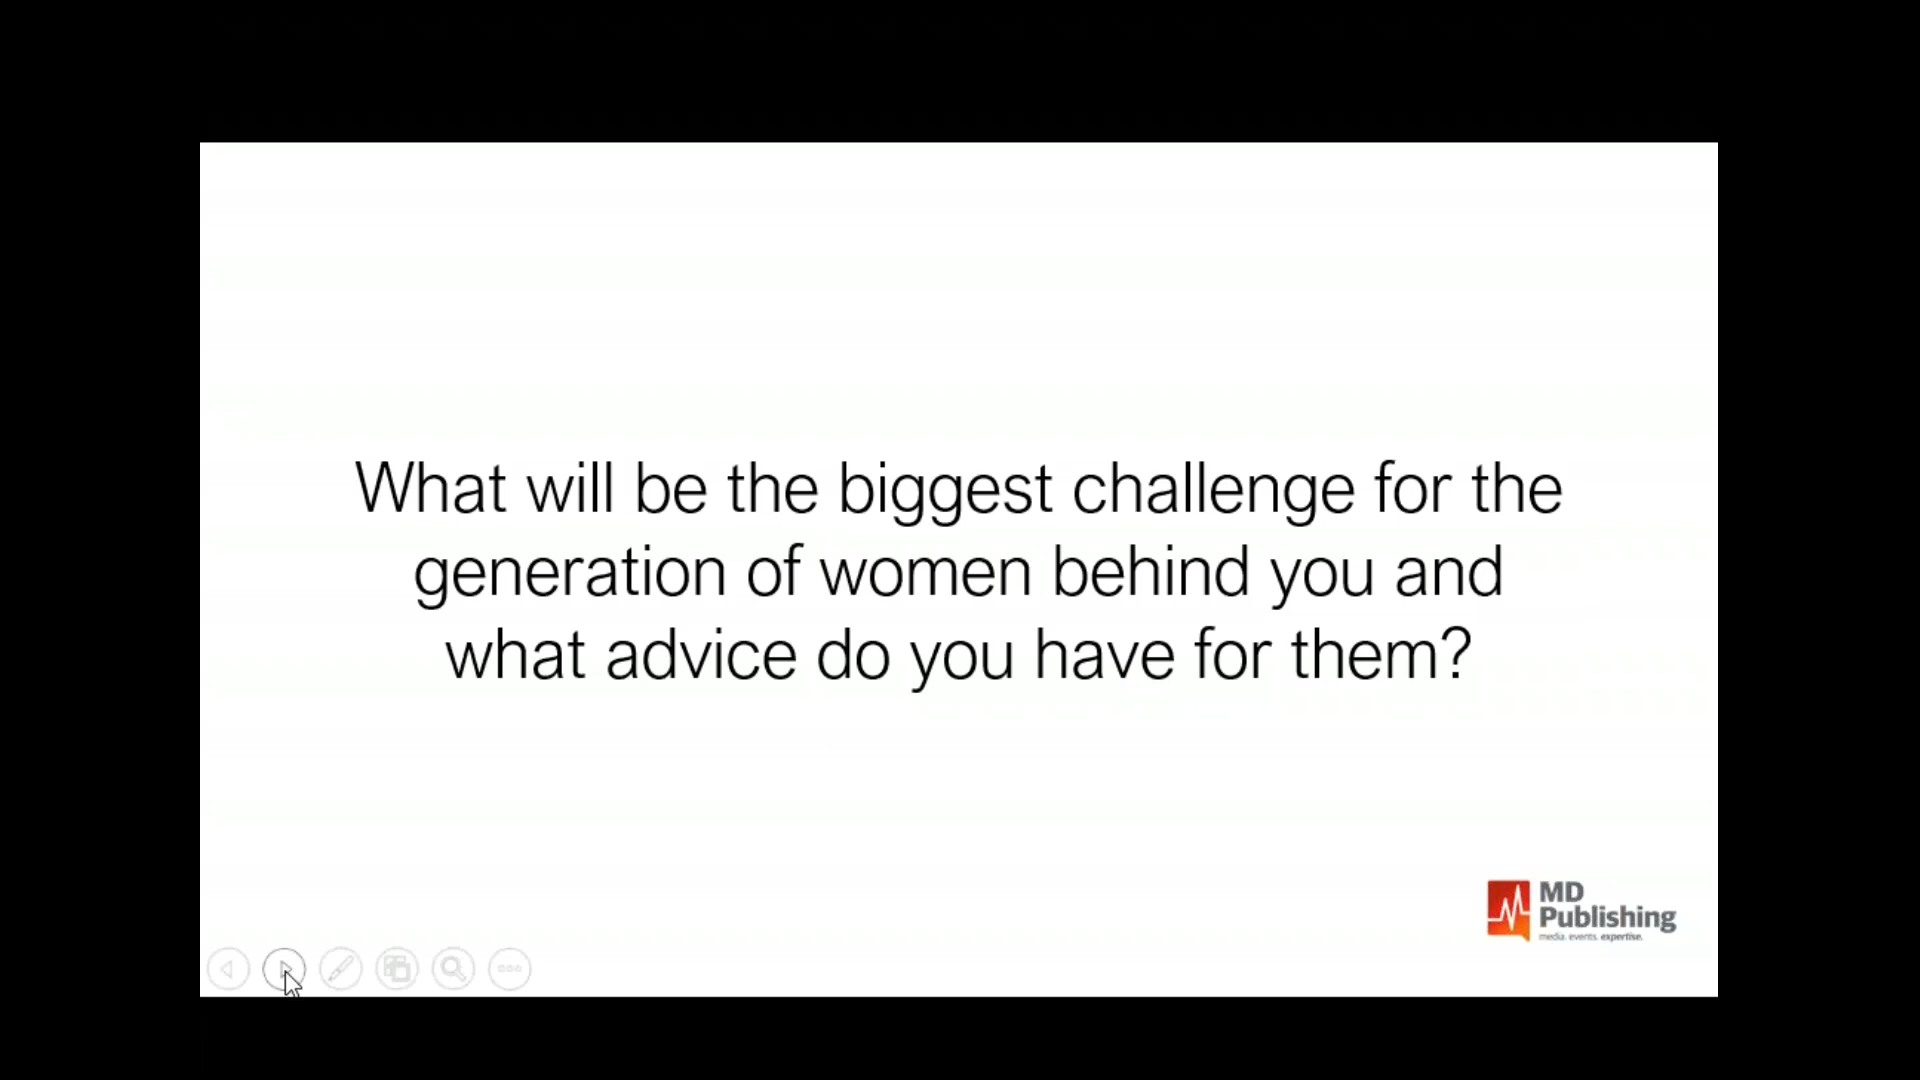 What will be the biggest challenge for the
generation of women behind you and
what advice do you have for them?
MD
Publishing
media. events. expertise.